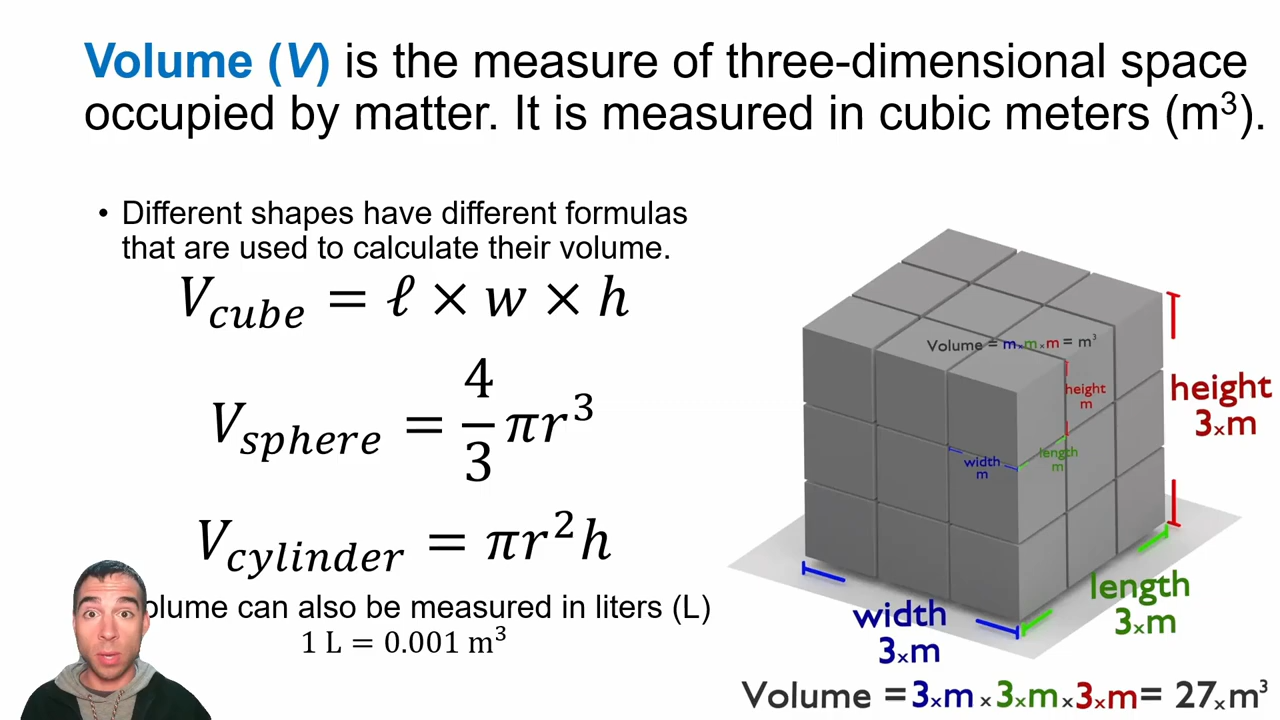 Volume (V) is the measure of three-dimensional space
occupied by matter. It is measured in cubic meters (m³).
• Different shapes have different formulas
that are used to calculate their volume.
V_cube = ℓ × w × h
V_sphere = 4/3 πr³
V_cylinder = πr²h
olume can also be measured in liters (L)
1 L = 0.001 m³
Volume = m×m×m = m³
height
m
width
m
length
m
height
3×m
length
3×m
width
3×m
Volume = 3×m × 3×m × 3×m = 27×m³